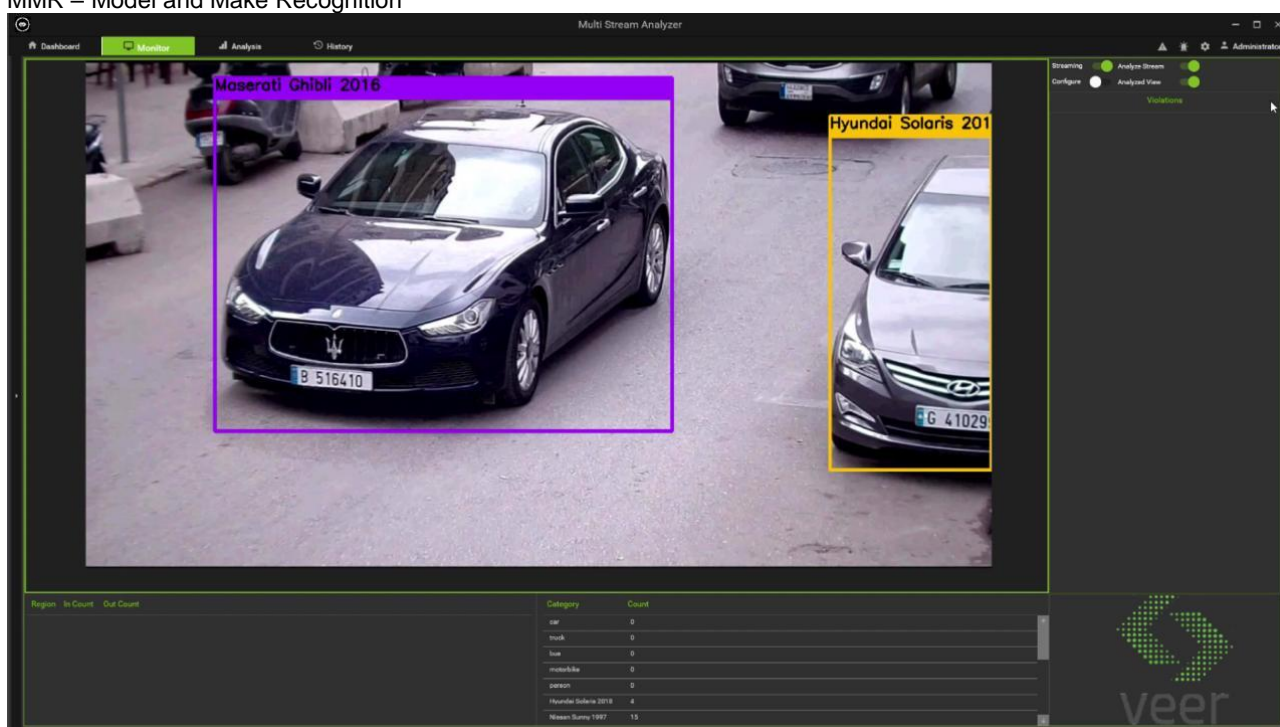 MMR – Model and Make Recognition
Multi Stream Analyzer
Dashboard Monitor Analysis History
Administrator
Streaming Analyze Stream
Configure Analyzed View
Violations
Maserati Ghibli 2016
Hyundai Solaris 201
B 516410
G 41029
Region In Count Out Count
Category Count
car 0
truck 0
bus 0
motorbike 0
person 0
Hyundai Solaris 2018 4
Nissan Sunny 1997 15
veer